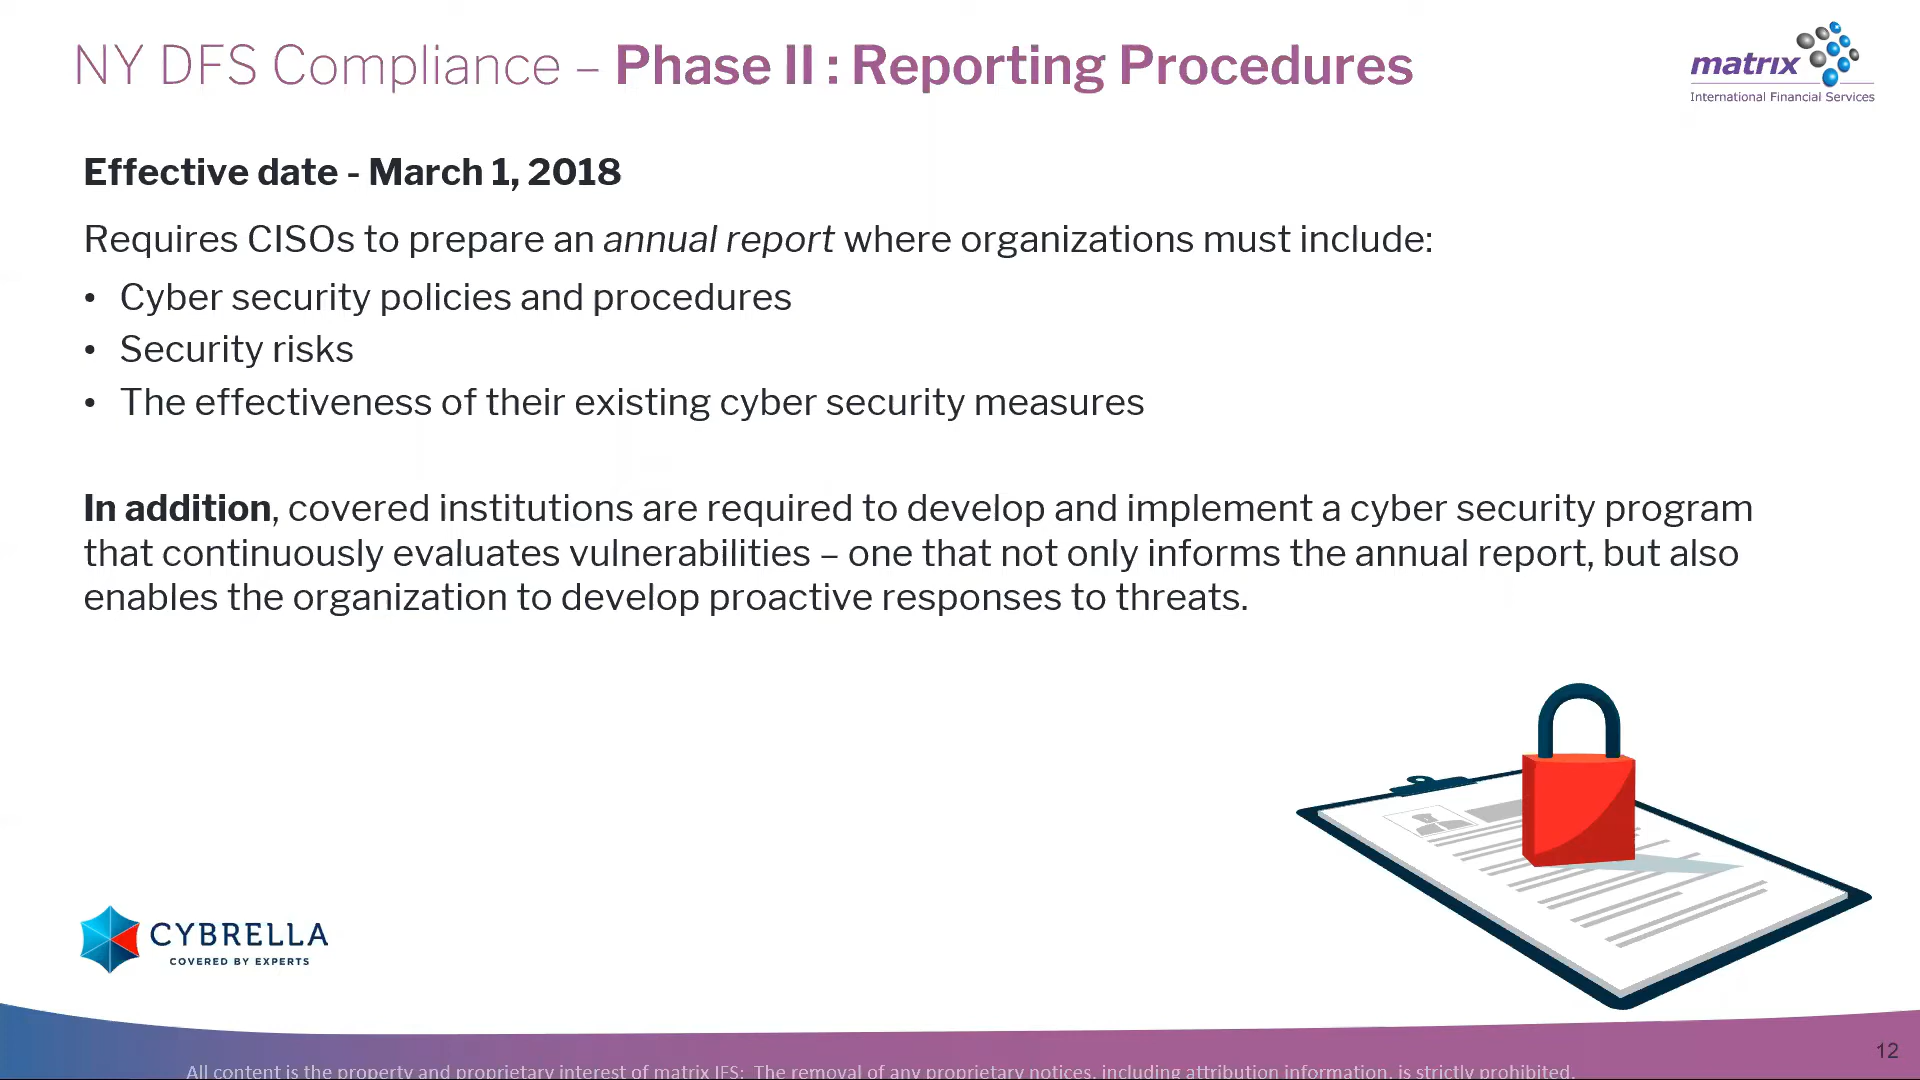 NY DFS Compliance – Phase II : Reporting Procedures
matrix
International Financial Services
Effective date - March 1, 2018
Requires CISOs to prepare an annual report where organizations must include:
• Cyber security policies and procedures
• Security risks
• The effectiveness of their existing cyber security measures
In addition, covered institutions are required to develop and implement a cyber security program
that continuously evaluates vulnerabilities – one that not only informs the annual report, but also
enables the organization to develop proactive responses to threats.
CYBRELLA
COVERED BY EXPERTS
12
All content is the property and proprietary interest of matrix IFS; The removal of any proprietary notices, including attribution information, is strictly prohibited.